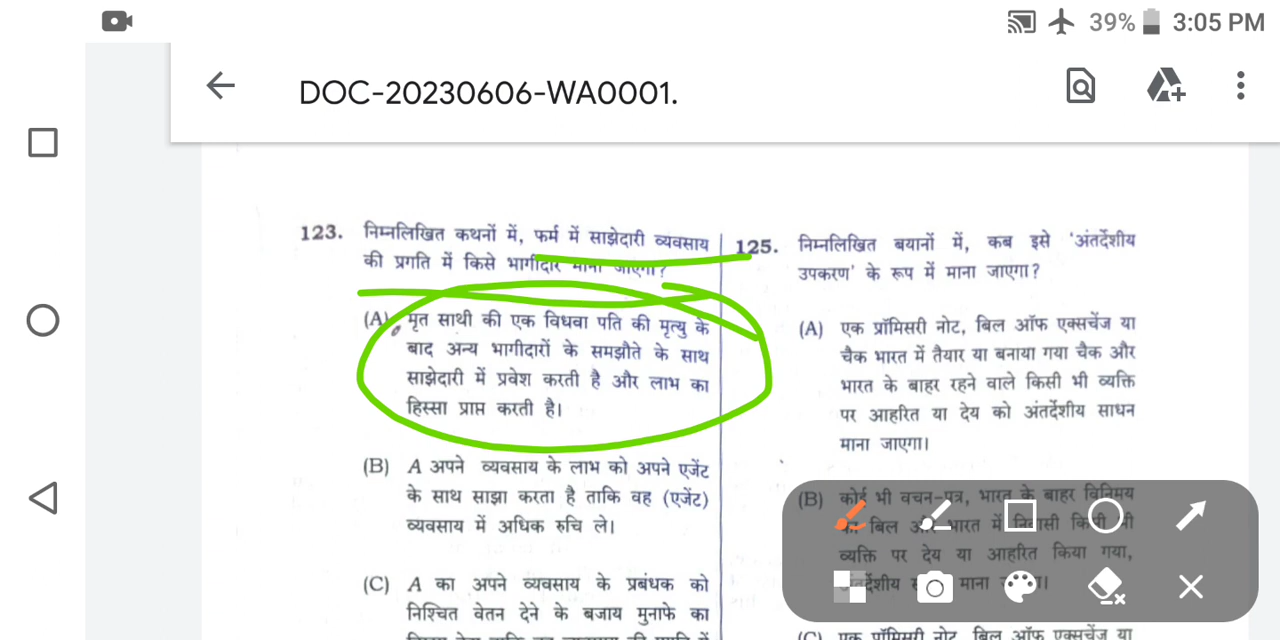 39% 3:05 PM
DOC-20230606-WA0001.
123. निम्नलिखित कथनों में, फर्म में साझेदारी व्यवसाय
की प्रगति में किसे भागीदार माना जाएगा?
(A) मृत साथी की एक विधवा पति की मृत्यु के
बाद अन्य भागीदारों के समझौते के साथ
साझेदारी में प्रवेश करती है और लाभ का
हिस्सा प्राप्त करती है।
(B) A अपने व्यवसाय के लाभ को अपने एजेंट
के साथ साझा करता है ताकि वह (एजेंट)
व्यवसाय में अधिक रुचि ले।
(C) A का अपने व्यवसाय के प्रबंधक को
निश्चित वेतन देने के बजाय मुनाफे का
125. निम्नलिखित बयानों में, कब इसे 'अंतर्देशीय
उपकरण' के रूप में माना जाएगा?
(A) एक प्रॉमिसरी नोट, बिल ऑफ एक्सचेंज या
चैक भारत में तैयार या बनाया गया चैक और
भारत के बाहर रहने वाले किसी भी व्यक्ति
पर आहरित या देय को अंतर्देशीय साधन
माना जाएगा।
(B) कोई भी वचन-पत्र, भारत के बाहर विनिमय
बिल और भारत में निवासी किसी भी
व्यक्ति पर देय या आहरित किया गया,
अंतर्देशीय माना
(C) एक प्रॉमिसरी नोट, बिल ऑफ एक्सचेंज या